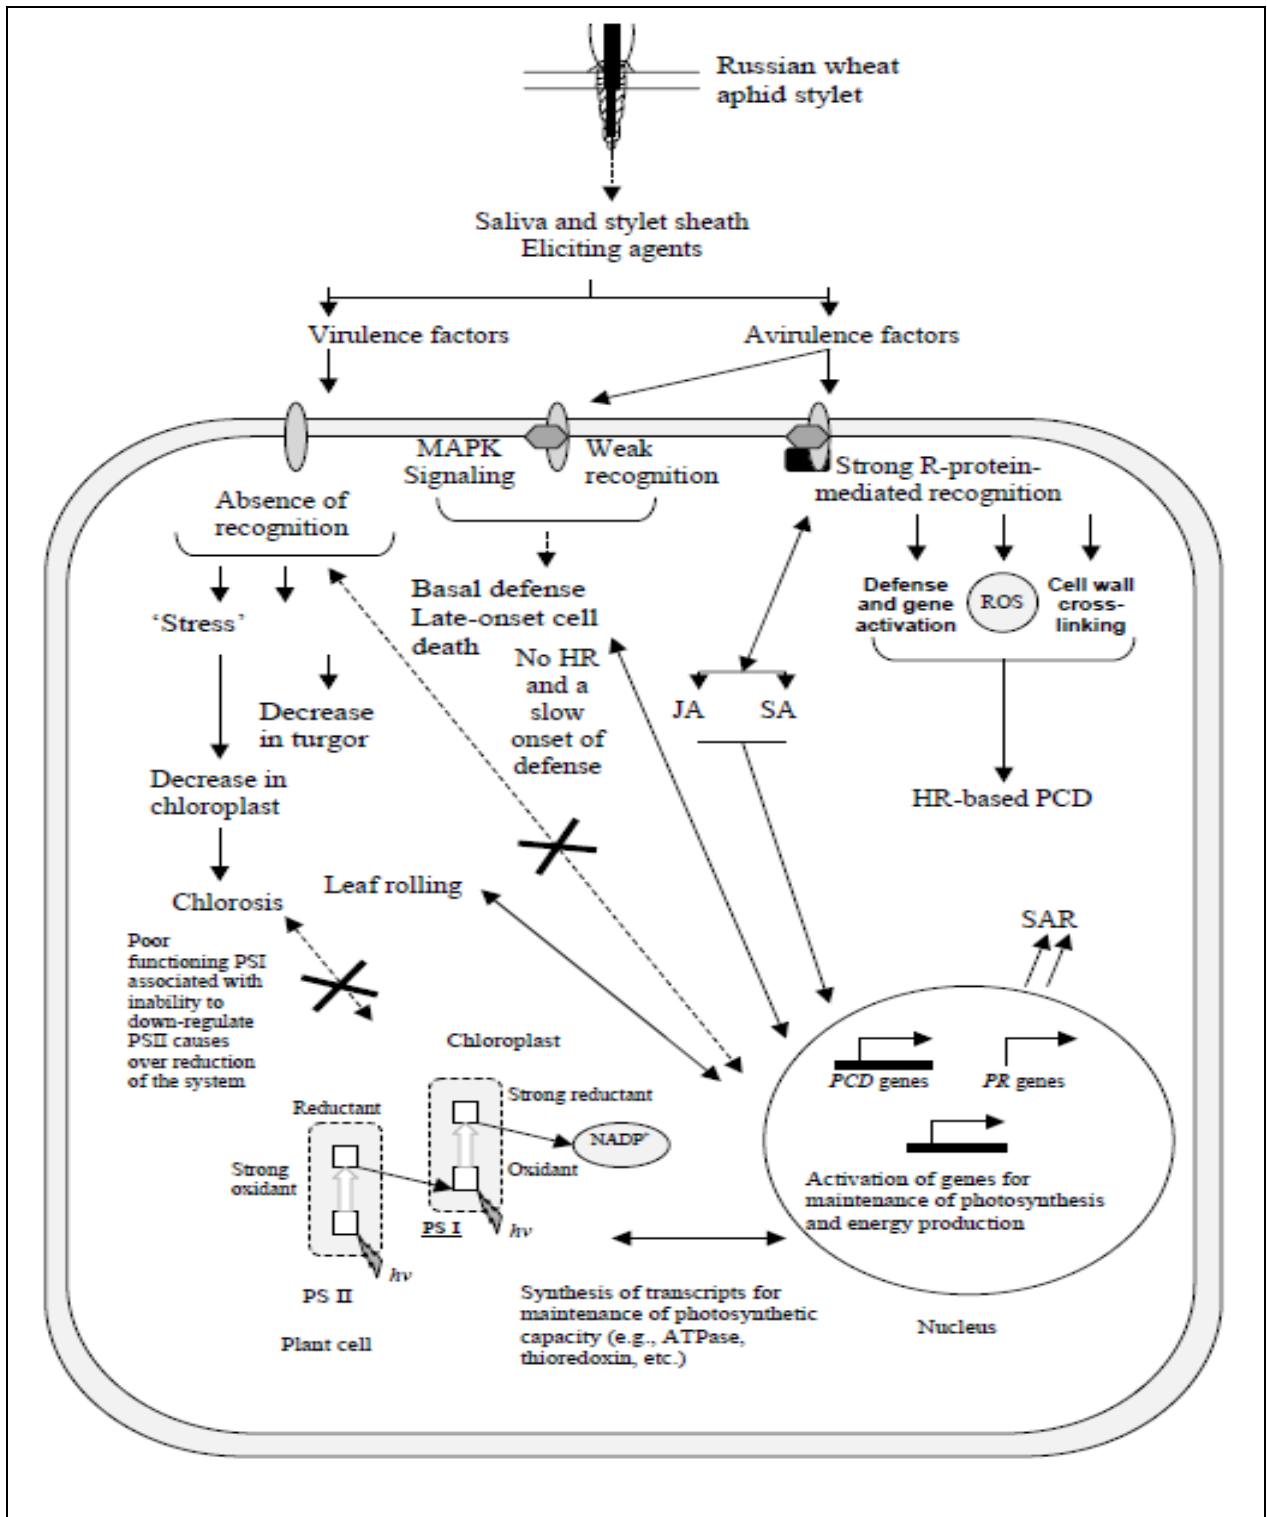 Russian wheat
aphid stylet
Saliva and stylet sheath
Eliciting agents
Virulence factors
Avirulence factors
MAPK
Signaling
Weak
recognition
Strong R-protein-
mediated recognition
Absence of
recognition
'Stress'
Basal defense
Late-onset cell
death
No HR
and a
slow
onset of
defense
Defense
and gene
activation
ROS
Cell wall
cross-
linking
Decrease
in turgor
JA
SA
Decrease in
chloroplast
HR-based PCD
Chlorosis
Leaf rolling
SAR
Poor
functioning PSI
associated with
inability to
down-regulate
PSII causes
over reduction
of the system
Chloroplast
PCD genes
PR genes
Reductant
Strong reductant
NADP+
Strong
oxidant
Oxidant
PS I
hv
hv
PS II
Activation of genes for
maintenance of photosynthesis
and energy production
Synthesis of transcripts for
maintenance of photosynthetic
capacity (e.g., ATPase,
thioredoxin, etc.)
Nucleus
Plant cell